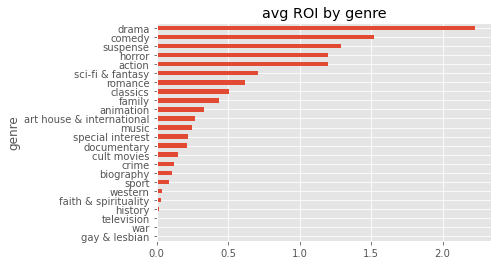 avg ROI by genre
drama
comedy
suspense
horror
action
sci-fi & fantasy
romance
classics
family
animation
art house & international
music
special interest
documentary
cult movies
crime
biography
sport
western
faith & spirituality
history
television
war
gay & lesbian
genre
0.0 0.5 1.0 1.5 2.0